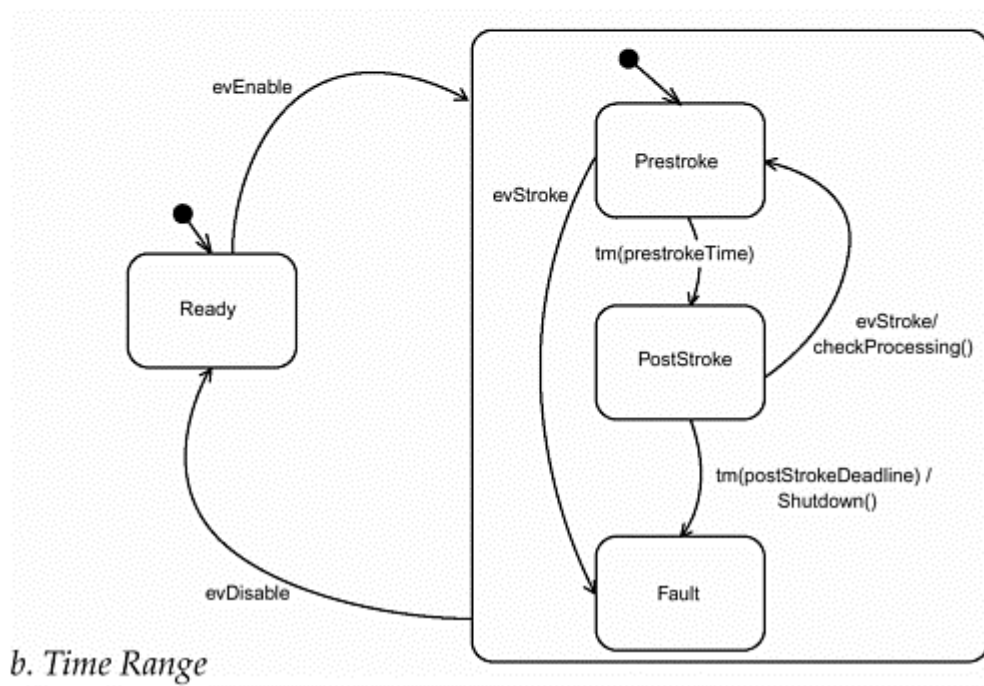 evEnable
Prestroke
evStroke
tm(prestrokeTime)
Ready
evStroke/
checkProcessing()
PostStroke
tm(postStrokeDeadline) /
Shutdown()
evDisable
Fault
b. Time Range